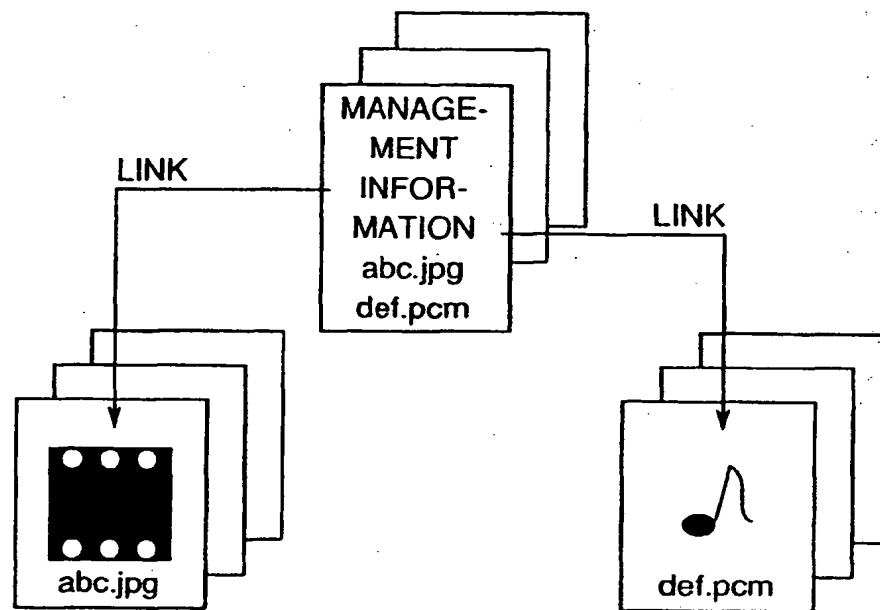 MANAGE-
MENT
INFOR-
MATION
abc.jpg
def.pcm
LINK
LINK
abc.jpg
def.pcm